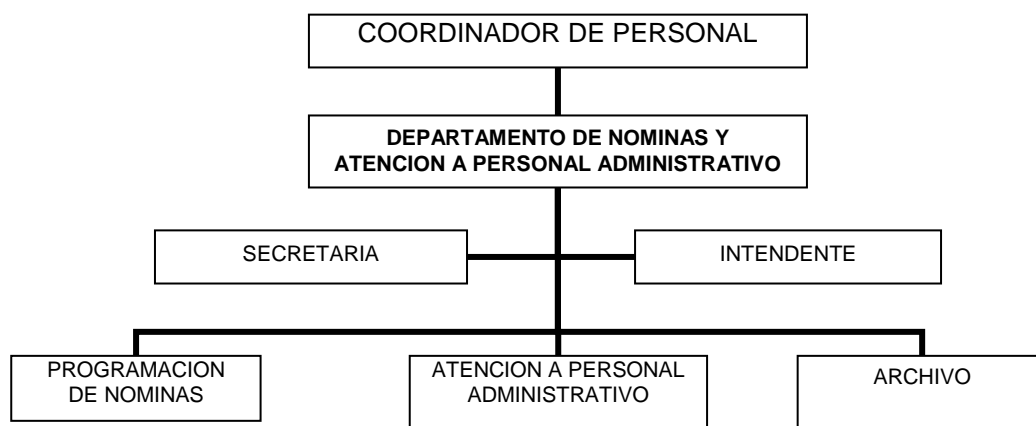 COORDINADOR DE PERSONAL
DEPARTAMENTO DE NOMINAS Y
ATENCION A PERSONAL ADMINISTRATIVO
SECRETARIA
INTENDENTE
PROGRAMACION
DE NOMINAS
ATENCION A PERSONAL
ADMINISTRATIVO
ARCHIVO